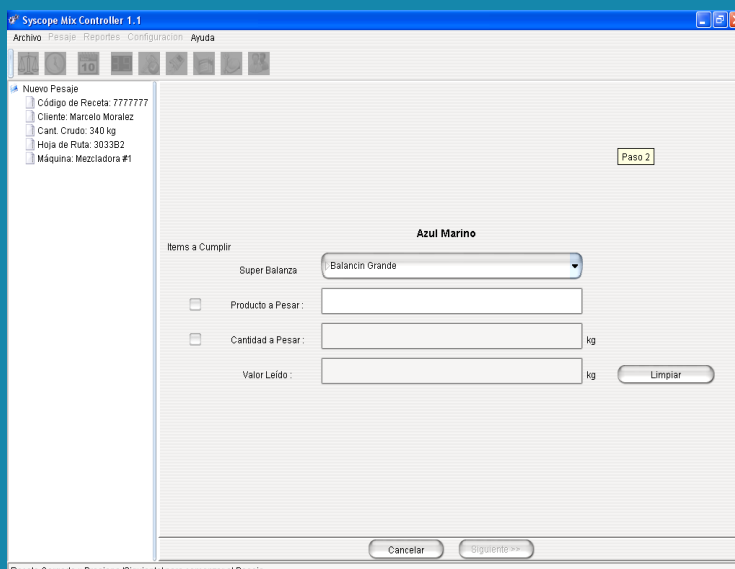 Syscope Mix Controller 1.1
Archivo Pesaje Reportes Configuracion Ayuda
10
Nuevo Pesaje
Código de Receta: 7777777
Cliente: Marcelo Moralez
Cant. Crudo: 340 kg
Hoja de Ruta: 3033B2
Máquina: Mezcladora #1
Paso 2
Azul Marino
Items a Cumplir
Super Balanza
Balancin Grande
Producto a Pesar :
Cantidad a Pesar :
kg
Valor Leído :
kg
Limpiar
Cancelar
Siguiente >>